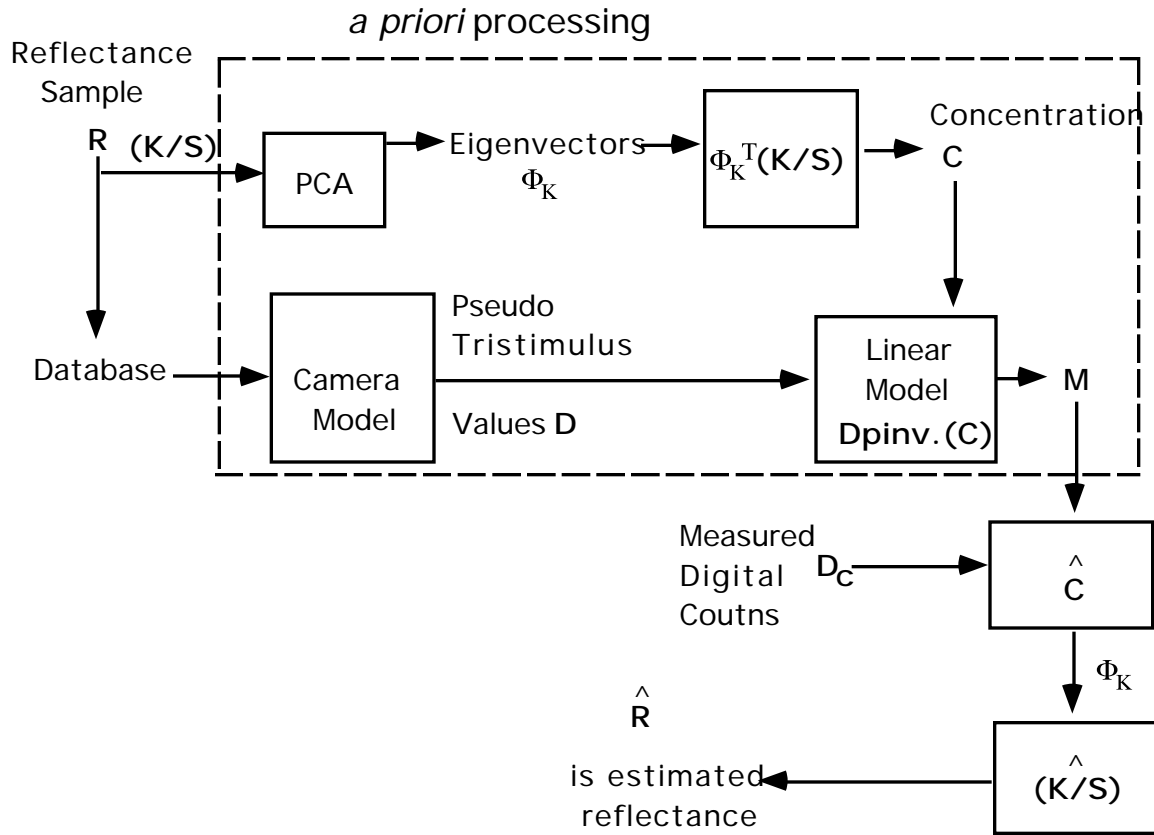 a priori processing
Reflectance
Sample
R
(K/S)
PCA
Eigenvectors
Φ_K
Φ_K^T(K/S)
Concentration
C
Database
Camera
Model
Pseudo
Tristimulus
Values D
Linear
Model
Dpinv.(C)
M
Measured
Digital
Coutns
D_C
^
C
Φ_K
^
(K/S)
^
R
is estimated
reflectance